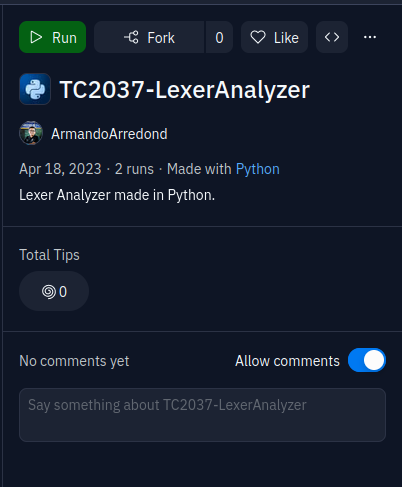 Run Fork 0 Like
TC2037-LexerAnalyzer
ArmandoArredond
Apr 18, 2023 · 2 runs · Made with Python
Lexer Analyzer made in Python.
Total Tips
0
No comments yet Allow comments
Say something about TC2037-LexerAnalyzer